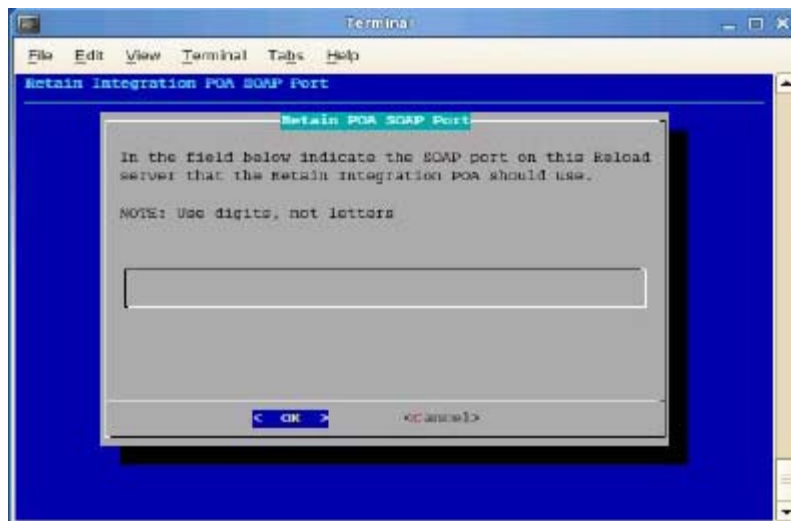 Terminal
File Edit View Terminal Tabs Help
Retain Integration POA SOAP Port
Retain POA SOAP Port
In the field below indicate the SOAP port on this Reload
server that the Retain Integration POA should use.
NOTE: Use digits, not letters
< OK > <Cancel>